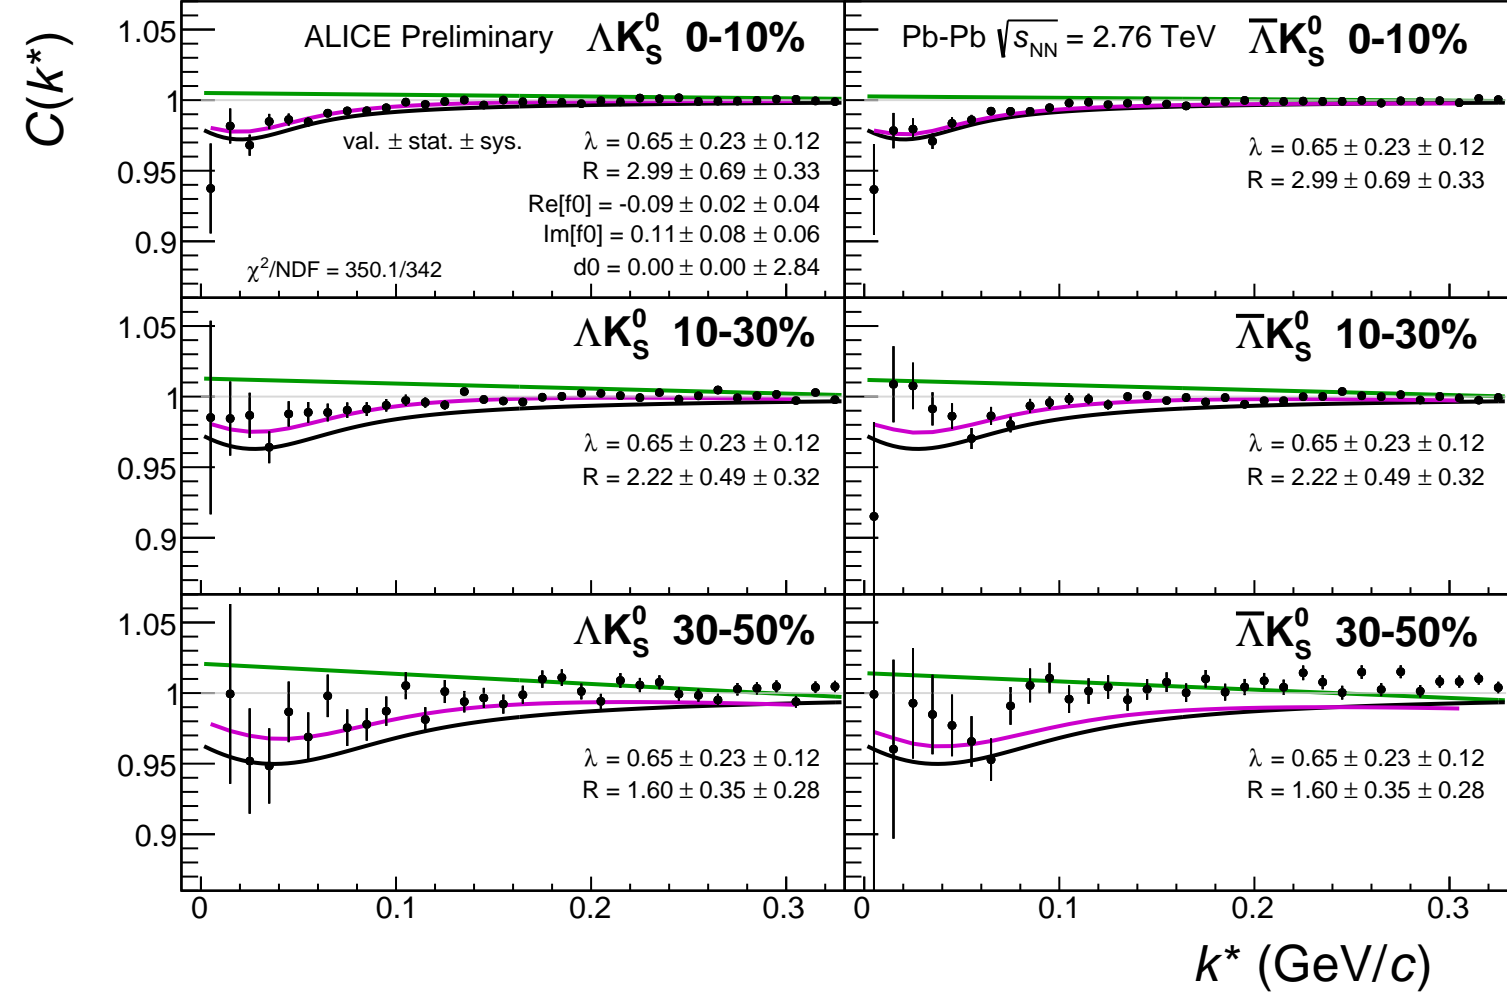 C(k*)
ALICE Preliminary ΛK⁰S 0-10%
1.05
1
0.95
0.9
val. ± stat. ± sys.
λ = 0.65 ± 0.23 ± 0.12
R = 2.99 ± 0.69 ± 0.33
Re[f0] = -0.09 ± 0.02 ± 0.04
Im[f0] = 0.11 ± 0.08 ± 0.06
d0 = 0.00 ± 0.00 ± 2.84
χ²/NDF = 350.1/342
Pb-Pb √sNN = 2.76 TeV Λ̅K⁰S 0-10%
λ = 0.65 ± 0.23 ± 0.12
R = 2.99 ± 0.69 ± 0.33
ΛK⁰S 10-30%
1.05
1
0.95
0.9
λ = 0.65 ± 0.23 ± 0.12
R = 2.22 ± 0.49 ± 0.32
Λ̅K⁰S 10-30%
λ = 0.65 ± 0.23 ± 0.12
R = 2.22 ± 0.49 ± 0.32
ΛK⁰S 30-50%
1.05
1
0.95
0.9
λ = 0.65 ± 0.23 ± 0.12
R = 1.60 ± 0.35 ± 0.28
Λ̅K⁰S 30-50%
λ = 0.65 ± 0.23 ± 0.12
R = 1.60 ± 0.35 ± 0.28
0 0.1 0.2 0.3 0 0.1 0.2 0.3
k* (GeV/c)